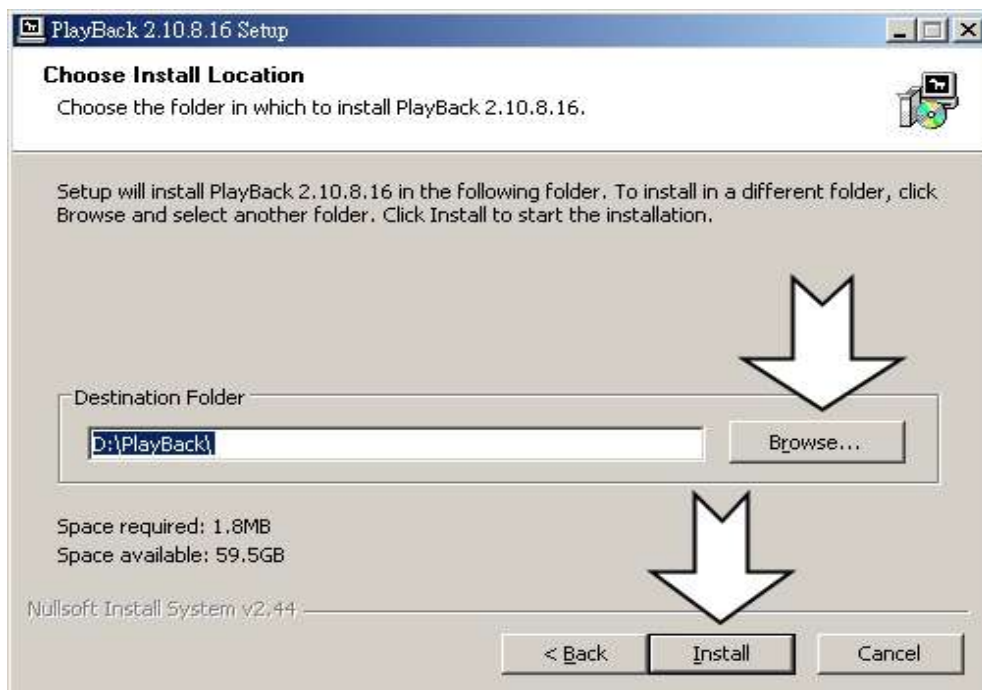 PlayBack 2.10.8.16 Setup
Choose Install Location
Choose the folder in which to install PlayBack 2.10.8.16.
Setup will install PlayBack 2.10.8.16 in the following folder. To install in a different folder, click
Browse and select another folder. Click Install to start the installation.
Destination Folder
D:\PlayBack\
Browse...
Space required: 1.8MB
Space available: 59.5GB
Nullsoft Install System v2.44
< Back
Install
Cancel